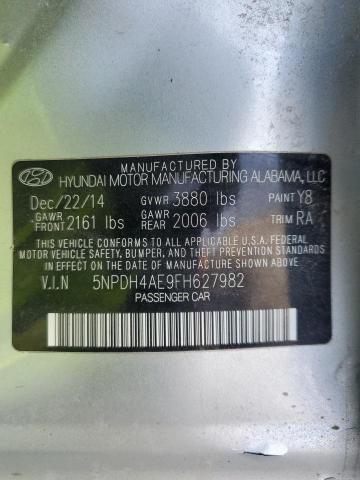 MANUFACTURED BY
HYUNDAI MOTOR MANUFACTURING ALABAMA, LLC
Dec/22/14 GVWR 3880 lbs PAINT Y8
GAWR FRONT 2161 lbs GAWR REAR 2006 lbs TRIM RA
THIS VEHICLE CONFORMS TO ALL APPLICABLE U.S.A. FEDERAL
MOTOR VEHICLE SAFETY, BUMPER, AND THEFT PREVENTION STANDARDS
IN EFFECT ON THE DATE OF MANUFACTURE SHOWN ABOVE.
V.I.N 5NPDH4AE9FH627982
PASSENGER CAR